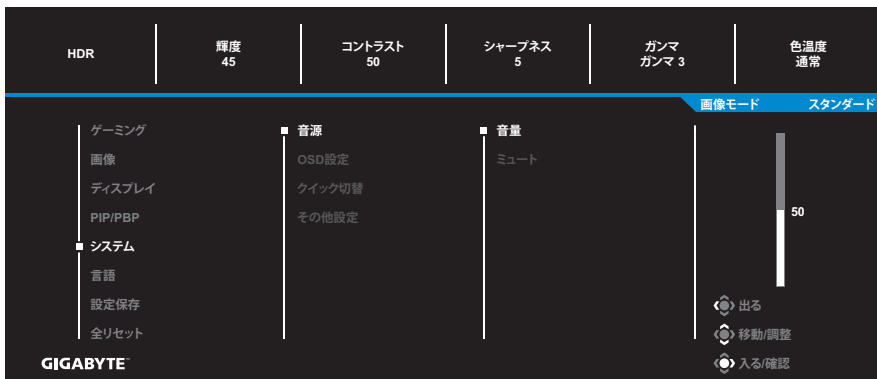 HDR
輝度
45
コントラスト
50
シャープネス
5
ガンマ
ガンマ 3
色温度
通常
画像モード スタンダード
ゲーミング
画像
ディスプレイ
PIP/PBP
システム
言語
設定保存
全リセット
音源
OSD設定
クイック切替
その他設定
音量
ミュート
50
出る
移動/調整
入る/確認
GIGABYTE™